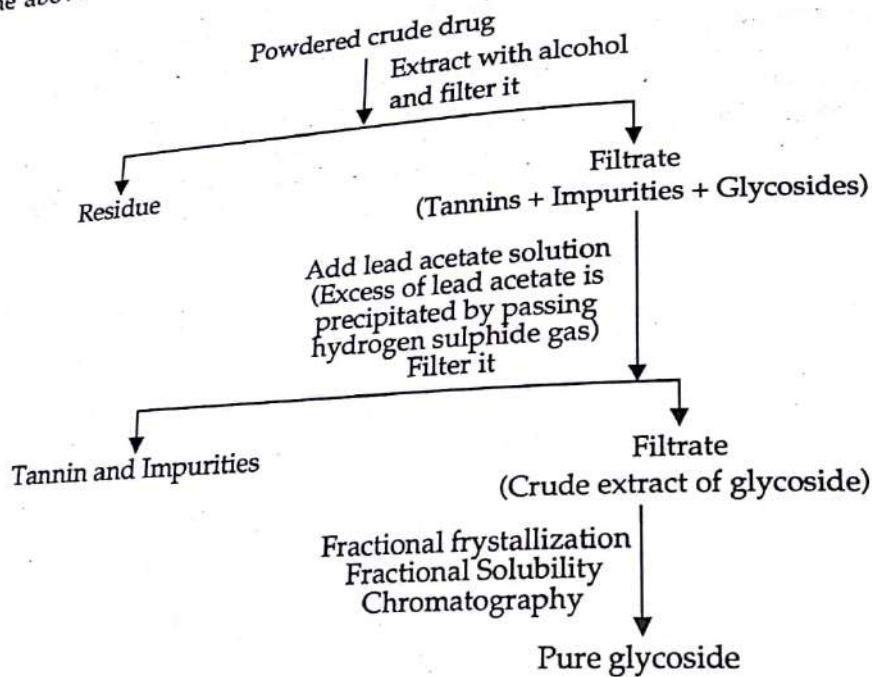 Powdered crude drug
Extract with alcohol
and filter it
Residue
Filtrate
(Tannins + Impurities + Glycosides)
Add lead acetate solution
(Excess of lead acetate is
precipitated by passing
hydrogen sulphide gas)
Filter it
Tannin and Impurities
Filtrate
(Crude extract of glycoside)
Fractional frystallization
Fractional Solubility
Chromatography
Pure glycoside